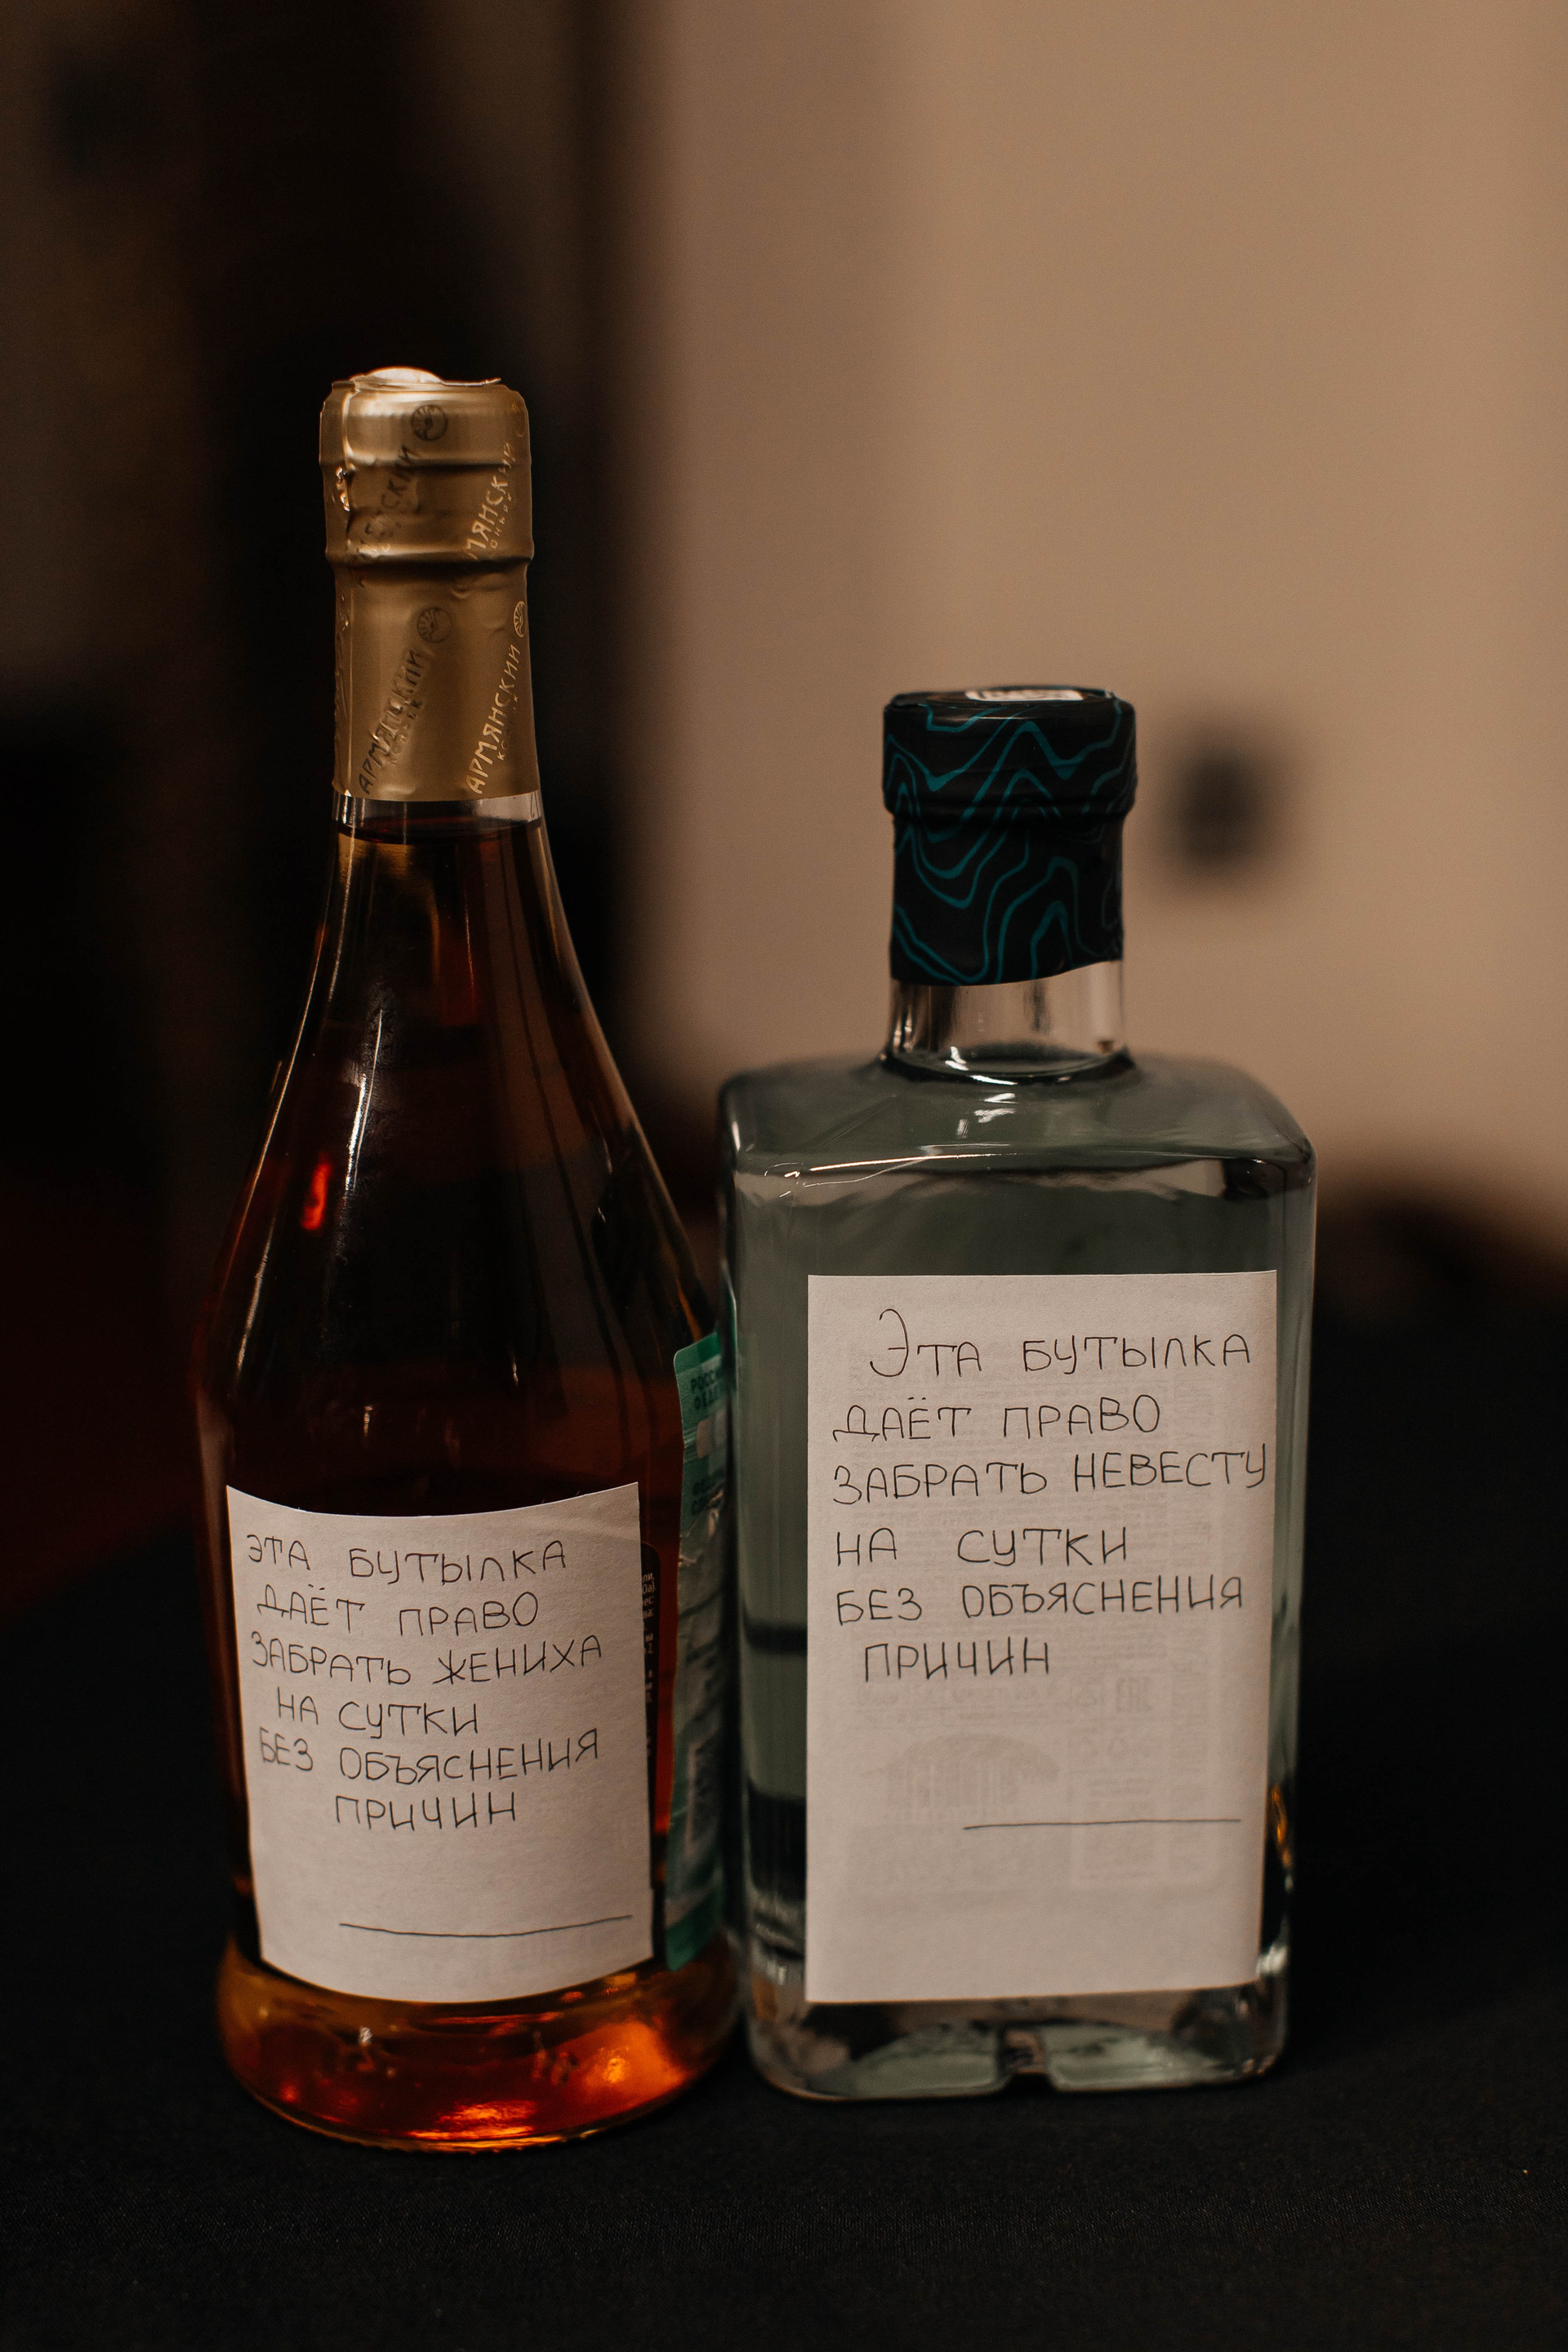 АРМЯНСКИЙ
АРМЯНСКИЙ
ЭТА БУТЫЛКА
ДАЁТ ПРАВО
ЗАБРАТЬ ЖЕНИХА
НА СУТКИ
БЕЗ ОБЪЯСНЕНИЯ
ПРИЧИН
Эта БУТЫЛКА
ДАЁТ ПРАВО
ЗАБРАТЬ НЕВЕСТУ
НА СУТКИ
БЕЗ ОБЪЯСНЕНИЯ
ПРИЧИН